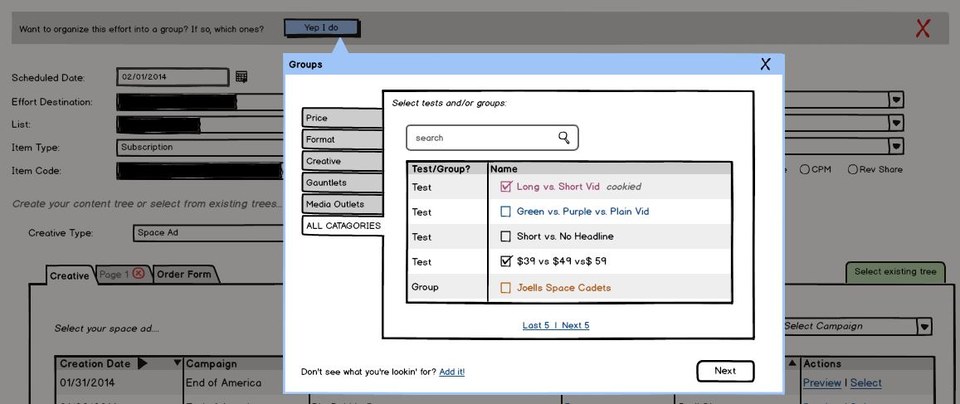 Want to organize this effort into a group? If so, which ones?
Yep I do
X
Groups
X
Scheduled Date:
02/01/2014
Effort Destination:
List:
Item Type:
Subscription
Item Code:
CPM
Rev Share
Select tests and/or groups:
Price
Format
Creative
Gauntlets
Media Outlets
ALL CATAGORIES
search
Test/Group? Name
Test Long vs. Short Vid cookied
Test Green vs. Purple vs. Plain Vid
Test Short vs. No Headline
Test $39 vs $49 vs$ 59
Group Joells Space Cadets
Last 5 | Next 5
Don't see what you're lookin' for? Add it!
Next
Create your content tree or select from existing trees...
Creative Type:
Space Ad
Creative
Page 1
Order Form
Select existing tree
Select your space ad....
Select Campaign
Creation Date Campaign Actions
01/31/2014 End of America Preview | Select